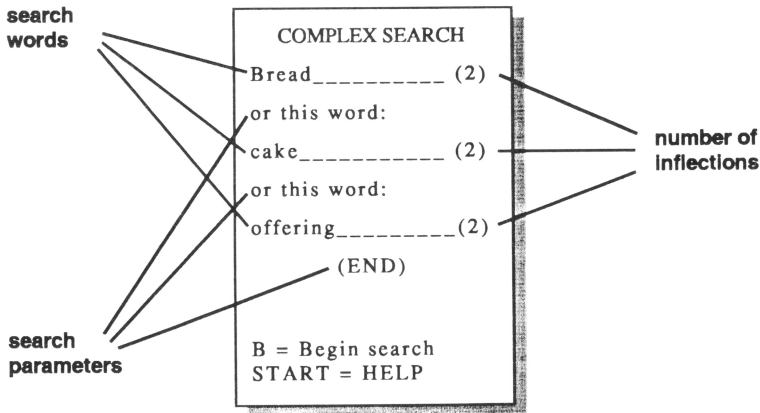 search
words
COMPLEX SEARCH
Bread__________ (2)
or this word:
cake___________ (2)
or this word:
offering_________(2)
(END)
B = Begin search
START = HELP
number of
inflections
search
parameters